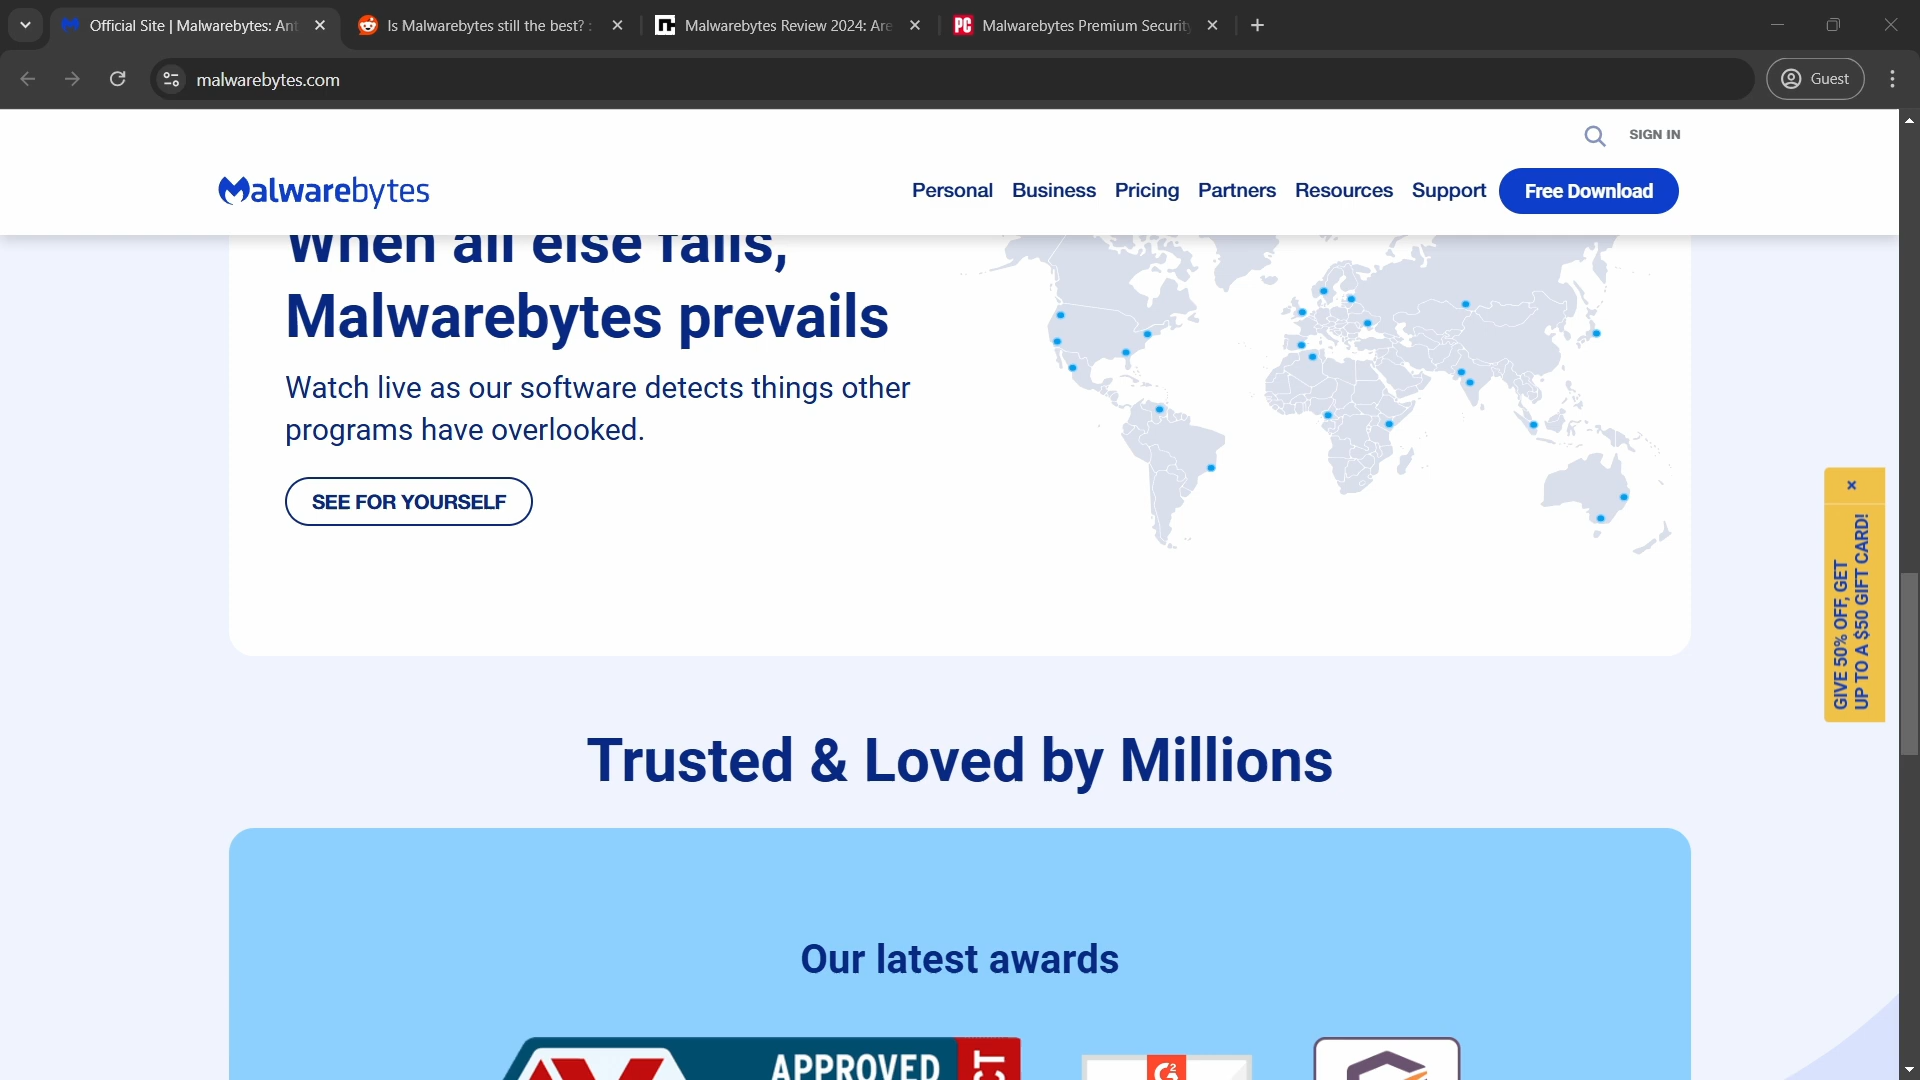 Official Site | Malwarebytes: Ant
Is Malwarebytes still the best? :
Malwarebytes Review 2024: Are
PC
Malwarebytes Premium Securit
malwarebytes.com
Guest
SIGN IN
Malwarebytes
Personal
Business
Pricing
Partners
Resources
Support
Free Download
When all else fails,
Malwarebytes prevails
Watch live as our software detects things other
programs have overlooked.
SEE FOR YOURSELF
×
GIVE 50% OFF, GET
UP TO A $50 GIFT CARD!
Trusted & Loved by Millions
Our latest awards
APPROVED